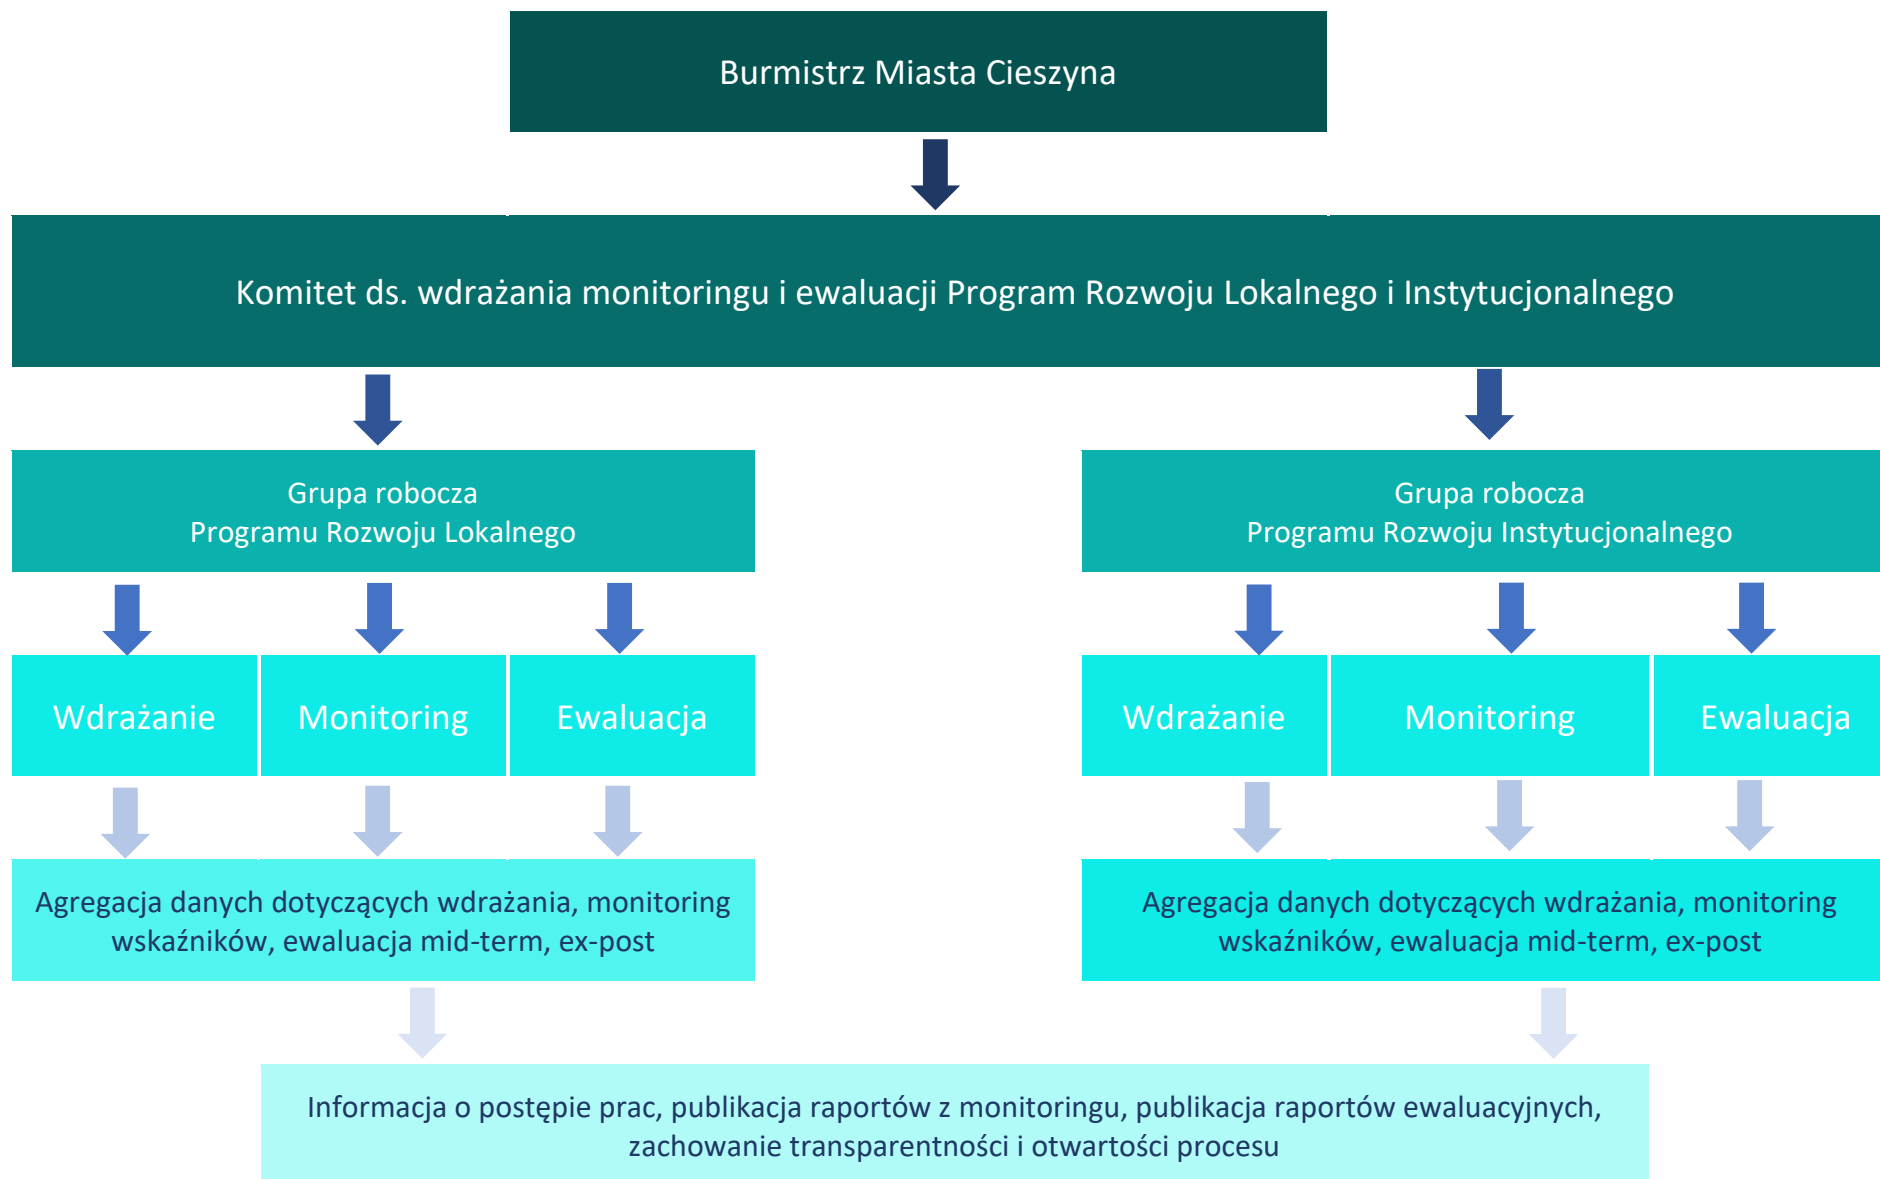 Burmistrz Miasta Cieszyna
Komitet ds. wdrażania monitoringu i ewaluacji Program Rozwoju Lokalnego i Instytucjonalnego
Grupa robocza
Programu Rozwoju Lokalnego
Grupa robocza
Programu Rozwoju Instytucjonalnego
Wdrażanie
Monitoring
Ewaluacja
Wdrażanie
Monitoring
Ewaluacja
Agregacja danych dotyczących wdrażania, monitoring
wskaźników, ewaluacja mid-term, ex-post
Agregacja danych dotyczących wdrażania, monitoring
wskaźników, ewaluacja mid-term, ex-post
Informacja o postępie prac, publikacja raportów z monitoringu, publikacja raportów ewaluacyjnych,
zachowanie transparentności i otwartości procesu